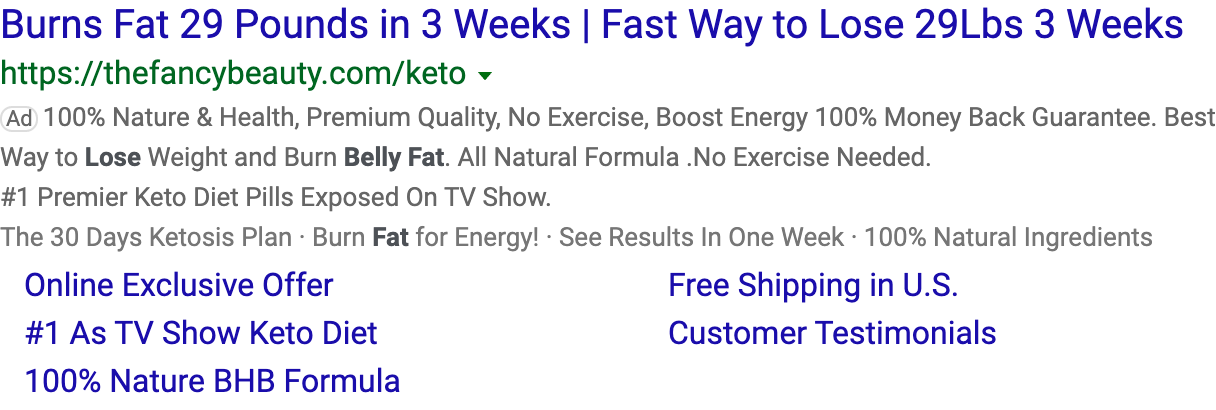 Burns Fat 29 Pounds in 3 Weeks | Fast Way to Lose 29Lbs 3 Weeks
https://thefancybeauty.com/keto
Ad 100% Nature & Health, Premium Quality, No Exercise, Boost Energy 100% Money Back Guarantee. Best
Way to Lose Weight and Burn Belly Fat. All Natural Formula .No Exercise Needed.
#1 Premier Keto Diet Pills Exposed On TV Show.
The 30 Days Ketosis Plan · Burn Fat for Energy! · See Results In One Week · 100% Natural Ingredients
Online Exclusive Offer
Free Shipping in U.S.
#1 As TV Show Keto Diet
Customer Testimonials
100% Nature BHB Formula